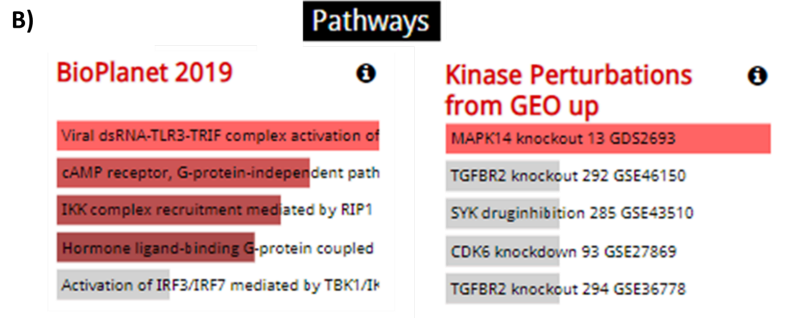 B)
Pathways
BioPlanet 2019
Viral dsRNA-TLR3-TRIF complex activation of
cAMP receptor, G-protein-independent path
IKK complex recruitment mediated by RIP1
Hormone ligand-binding G-protein coupled
Activation of IRF3/IRF7 mediated by TBK1/IK
Kinase Perturbations
from GEO up
MAPK14 knockout 13 GDS2693
TGFBR2 knockout 292 GSE46150
SYK druginhibition 285 GSE43510
CDK6 knockdown 93 GSE27869
TGFBR2 knockout 294 GSE36778